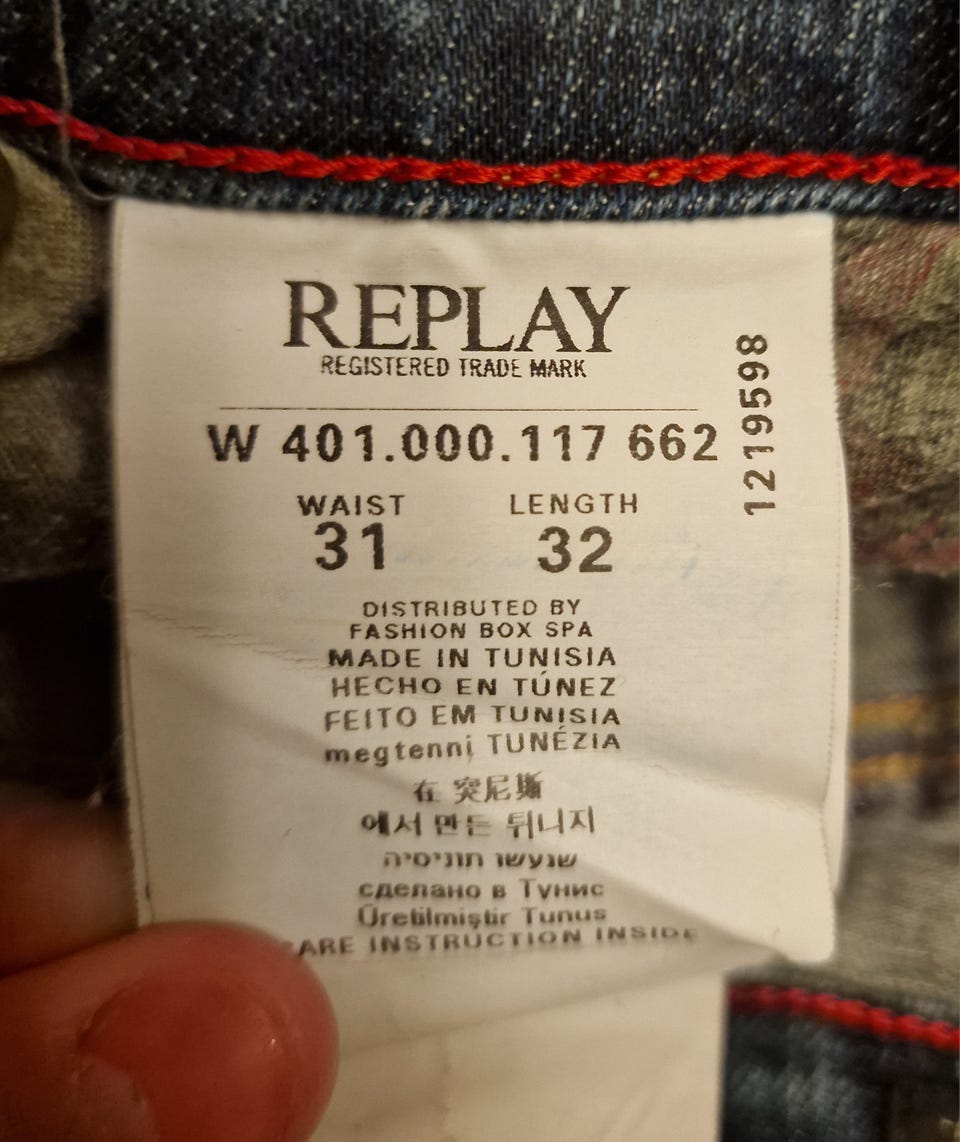 REPLAY
REGISTERED TRADE MARK
W 401.000.117 662
1219598
WAIST LENGTH
31 32
DISTRIBUTED BY
FASHION BOX SPA
MADE IN TUNISIA
HECHO EN TÚNEZ
FEITO EM TUNISIA
megtenni TUNÉZIA
在 突尼斯
에서 만든 튀니지
שנעשו תוניסיה
сделано в Тунис
Üretilmiştir Tunus
ARE INSTRUCTION INSIDE